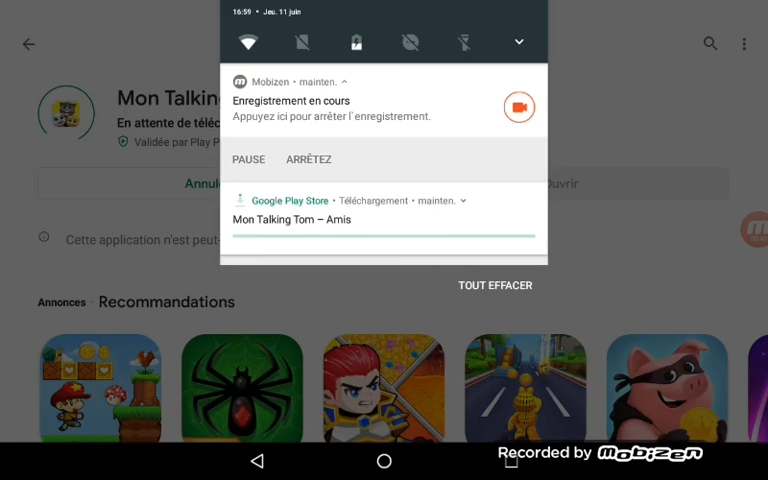 16:59 • Jeu. 11 juin
Mobizen • mainten.
Enregistrement en cours
Appuyez ici pour arrêter l`enregistrement.
PAUSE ARRÊTEZ
Google Play Store • Téléchargement • mainten.
Mon Talking Tom – Amis
TOUT EFFACER
Mon Talking
En attente de téléc
Validée par Play P
Annule
Ouvrir
Cette application n'est peut-
Annonces · Recommandations
Recorded by mobizen